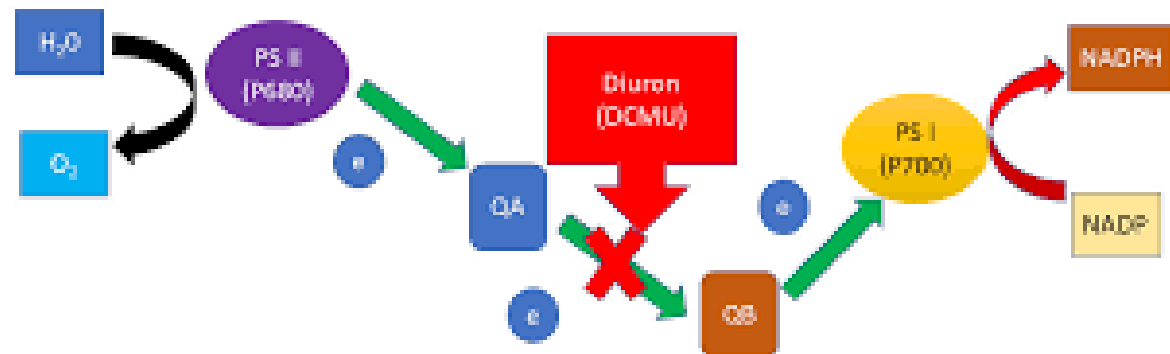 H₂O
PS II
(P680)
O₂
e
QA
Diuron
(DCMU)
e
QB
e
PS I
(P700)
NADPH
NADP